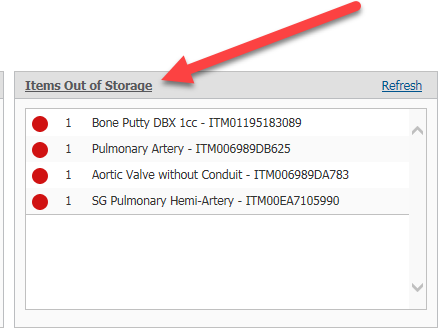 Items Out of Storage Refresh
1 Bone Putty DBX 1cc - ITM01195183089
1 Pulmonary Artery - ITM006989DB625
1 Aortic Valve without Conduit - ITM006989DA783
1 SG Pulmonary Hemi-Artery - ITM00EA7105990